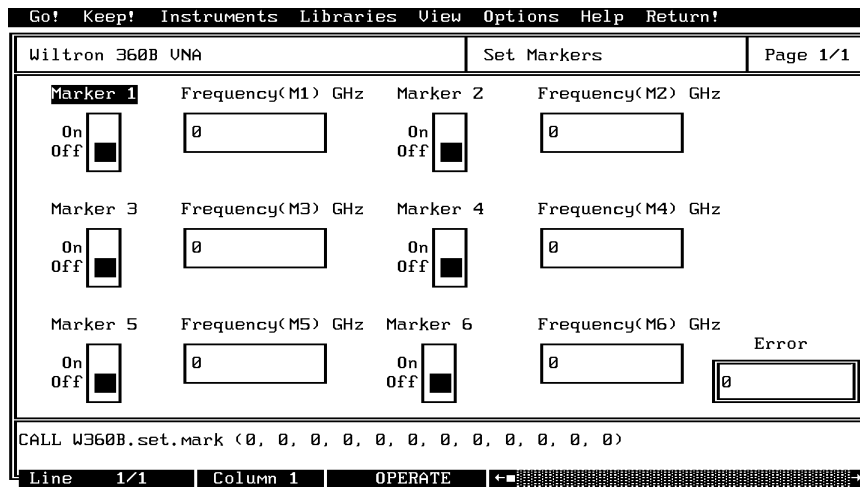 Go! Keep! Instruments Libraries View Options Help Return!
Wiltron 360B VNA Set Markers Page 1/1
Marker 1 Frequency(M1) GHz Marker 2 Frequency(M2) GHz
On 0 On 0
Off Off
Marker 3 Frequency(M3) GHz Marker 4 Frequency(M4) GHz
On 0 On 0
Off Off
Marker 5 Frequency(M5) GHz Marker 6 Frequency(M6) GHz
Error
On 0 On 0
Off Off 0
CALL W360B.set.mark (0, 0, 0, 0, 0, 0, 0, 0, 0, 0, 0, 0)
Line 1/1 Column 1 OPERATE